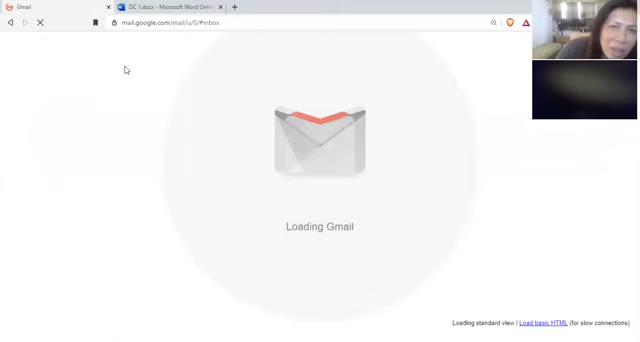 Gmail
DC 1.docx - Microsoft Word Onlin
mail.google.com/mail/u/0/#inbox
Loading Gmail
Loading standard view | Load basic HTML (for slow connections)